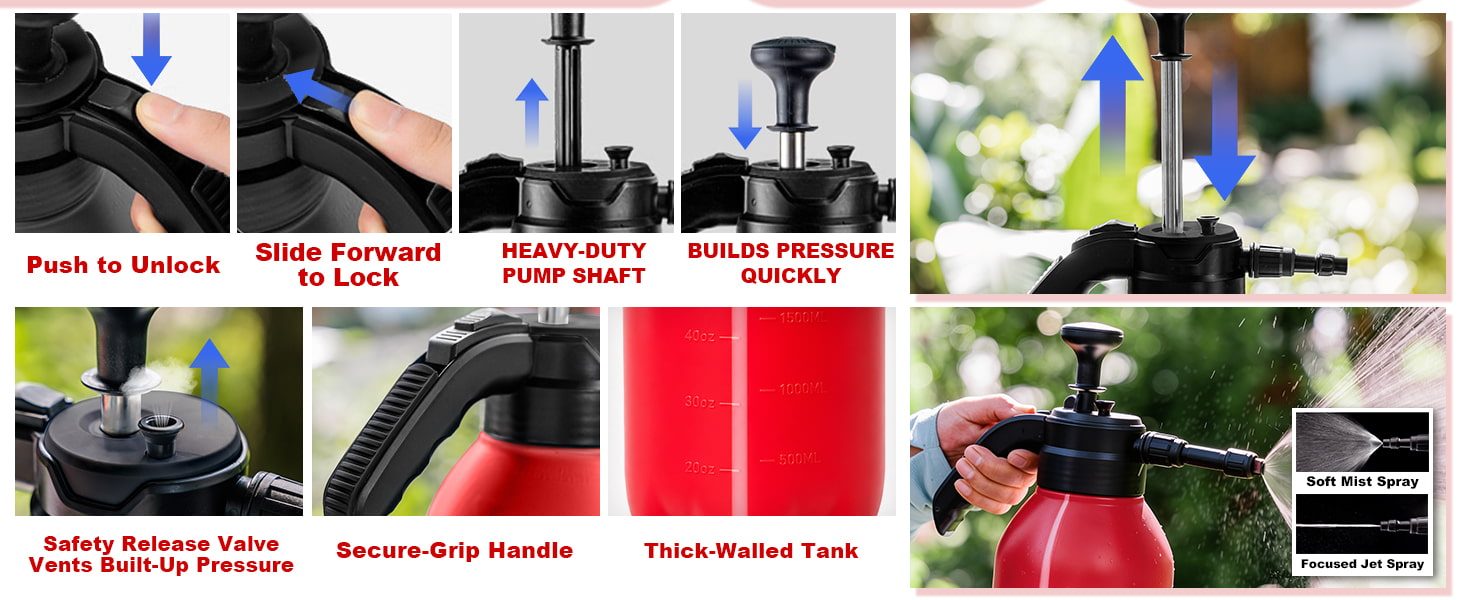 Push to Unlock
Slide Forward
to Lock
HEAVY-DUTY
PUMP SHAFT
BUILDS PRESSURE
QUICKLY
Safety Release Valve
Vents Built-Up Pressure
Secure-Grip Handle
40oz
30oz
20oz
1500ML
1000ML
500ML
Thick-Walled Tank
Soft Mist Spray
Focused Jet Spray